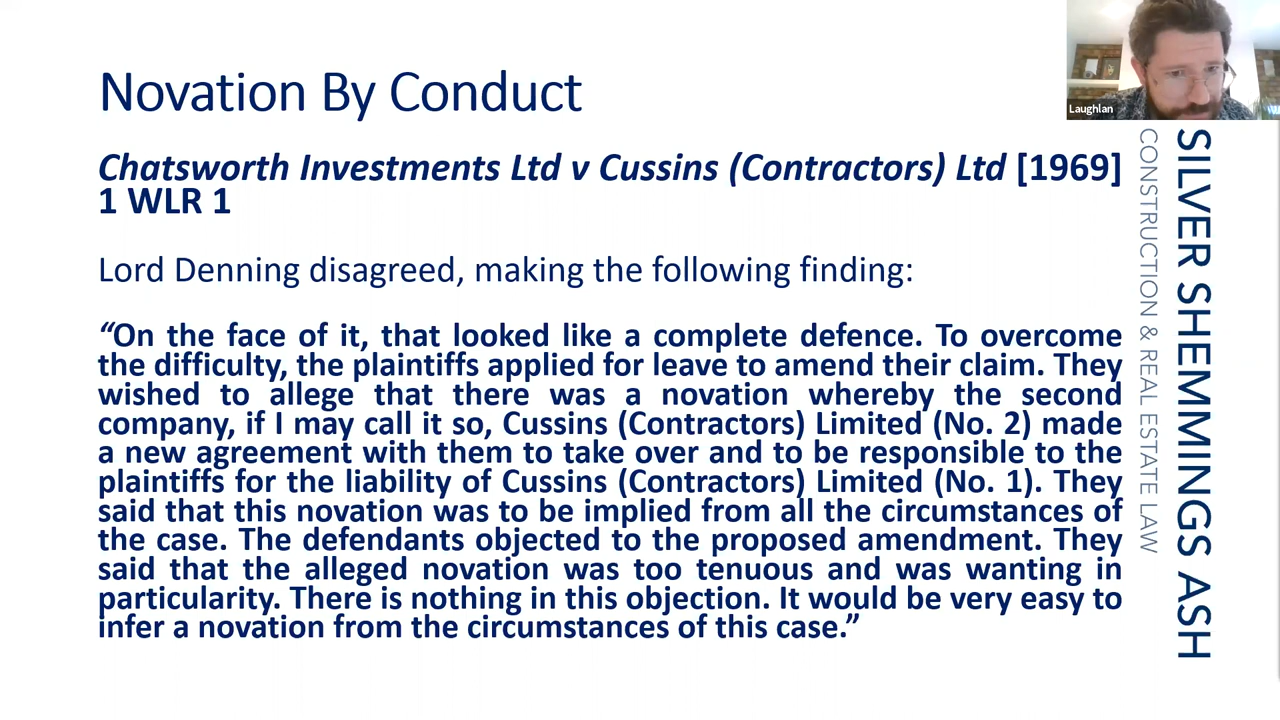 Novation By Conduct
Laughlan
Chatsworth Investments Ltd v Cussins (Contractors) Ltd [1969]
1 WLR 1
Lord Denning disagreed, making the following finding:
“On the face of it, that looked like a complete defence. To overcome
the difficulty, the plaintiffs applied for leave to amend their claim. They
wished to allege that there was a novation whereby the second
company, if I may call it so, Cussins (Contractors) Limited (No. 2) made
a new agreement with them to take over and to be responsible to the
plaintiffs for the liability of Cussins (Contractors) Limited (No. 1). They
said that this novation was to be implied from all the circumstances of
the case. The defendants objected to the proposed amendment. They
said that the alleged novation was too tenuous and was wanting in
particularity. There is nothing in this objection. It would be very easy to
infer a novation from the circumstances of this case.”
SILVER SHEMMINGS ASH
CONSTRUCTION & REAL ESTATE LAW